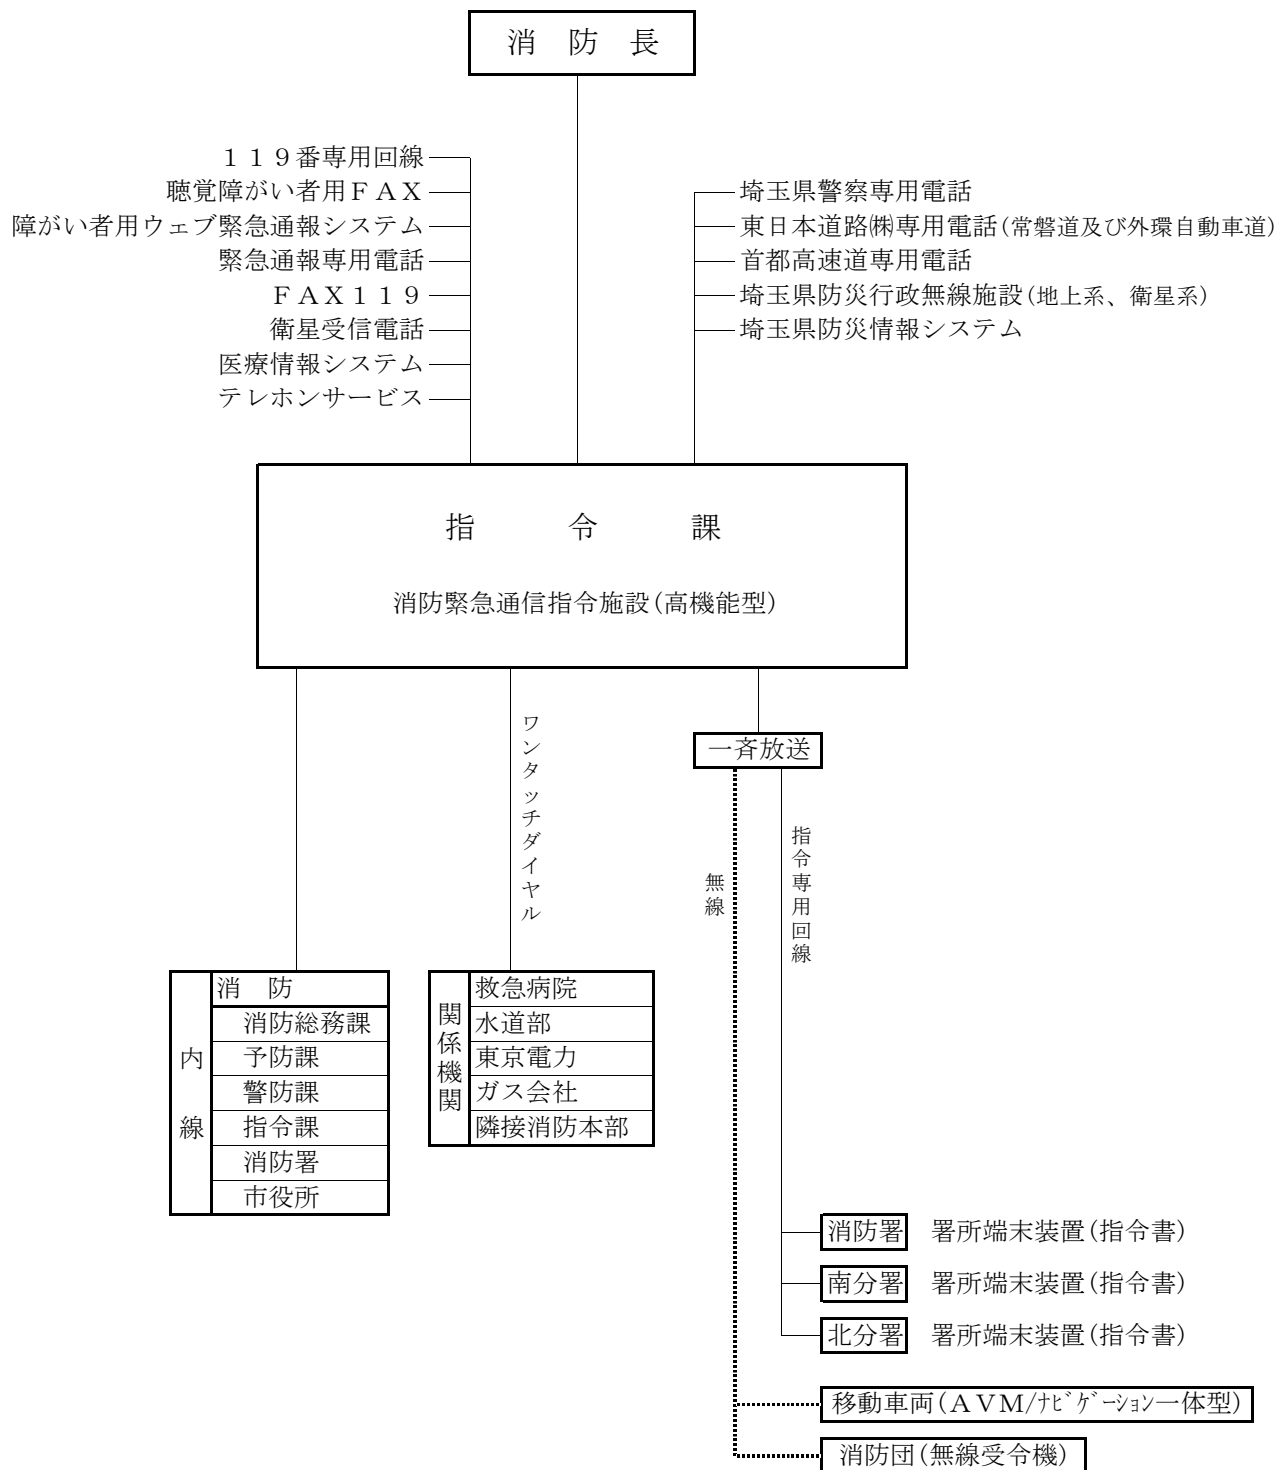 消　防　長
１１９番専用回線
聴覚障がい者用ＦＡＸ
障がい者用ウェブ緊急通報システム
緊急通報専用電話
ＦＡＸ１１９
衛星受信電話
医療情報システム
テレホンサービス
埼玉県警察専用電話
東日本道路㈱専用電話(常磐道及び外環自動車道)
首都高速道専用電話
埼玉県防災行政無線施設(地上系、衛星系)
埼玉県防災情報システム
指　令　課
消防緊急通信指令施設(高機能型)
ワンタッチダイヤル
一斉放送
無線
指令専用回線
内線
消　防
消防総務課
予防課
警防課
指令課
消防署
市役所
関係機関
救急病院
水道部
東京電力
ガス会社
隣接消防本部
消防署　署所端末装置(指令書)
南分署　署所端末装置(指令書)
北分署　署所端末装置(指令書)
移動車両(ＡＶＭ/ﾅﾋﾞｹﾞｰｼｮﾝ一体型)
消防団(無線受令機)